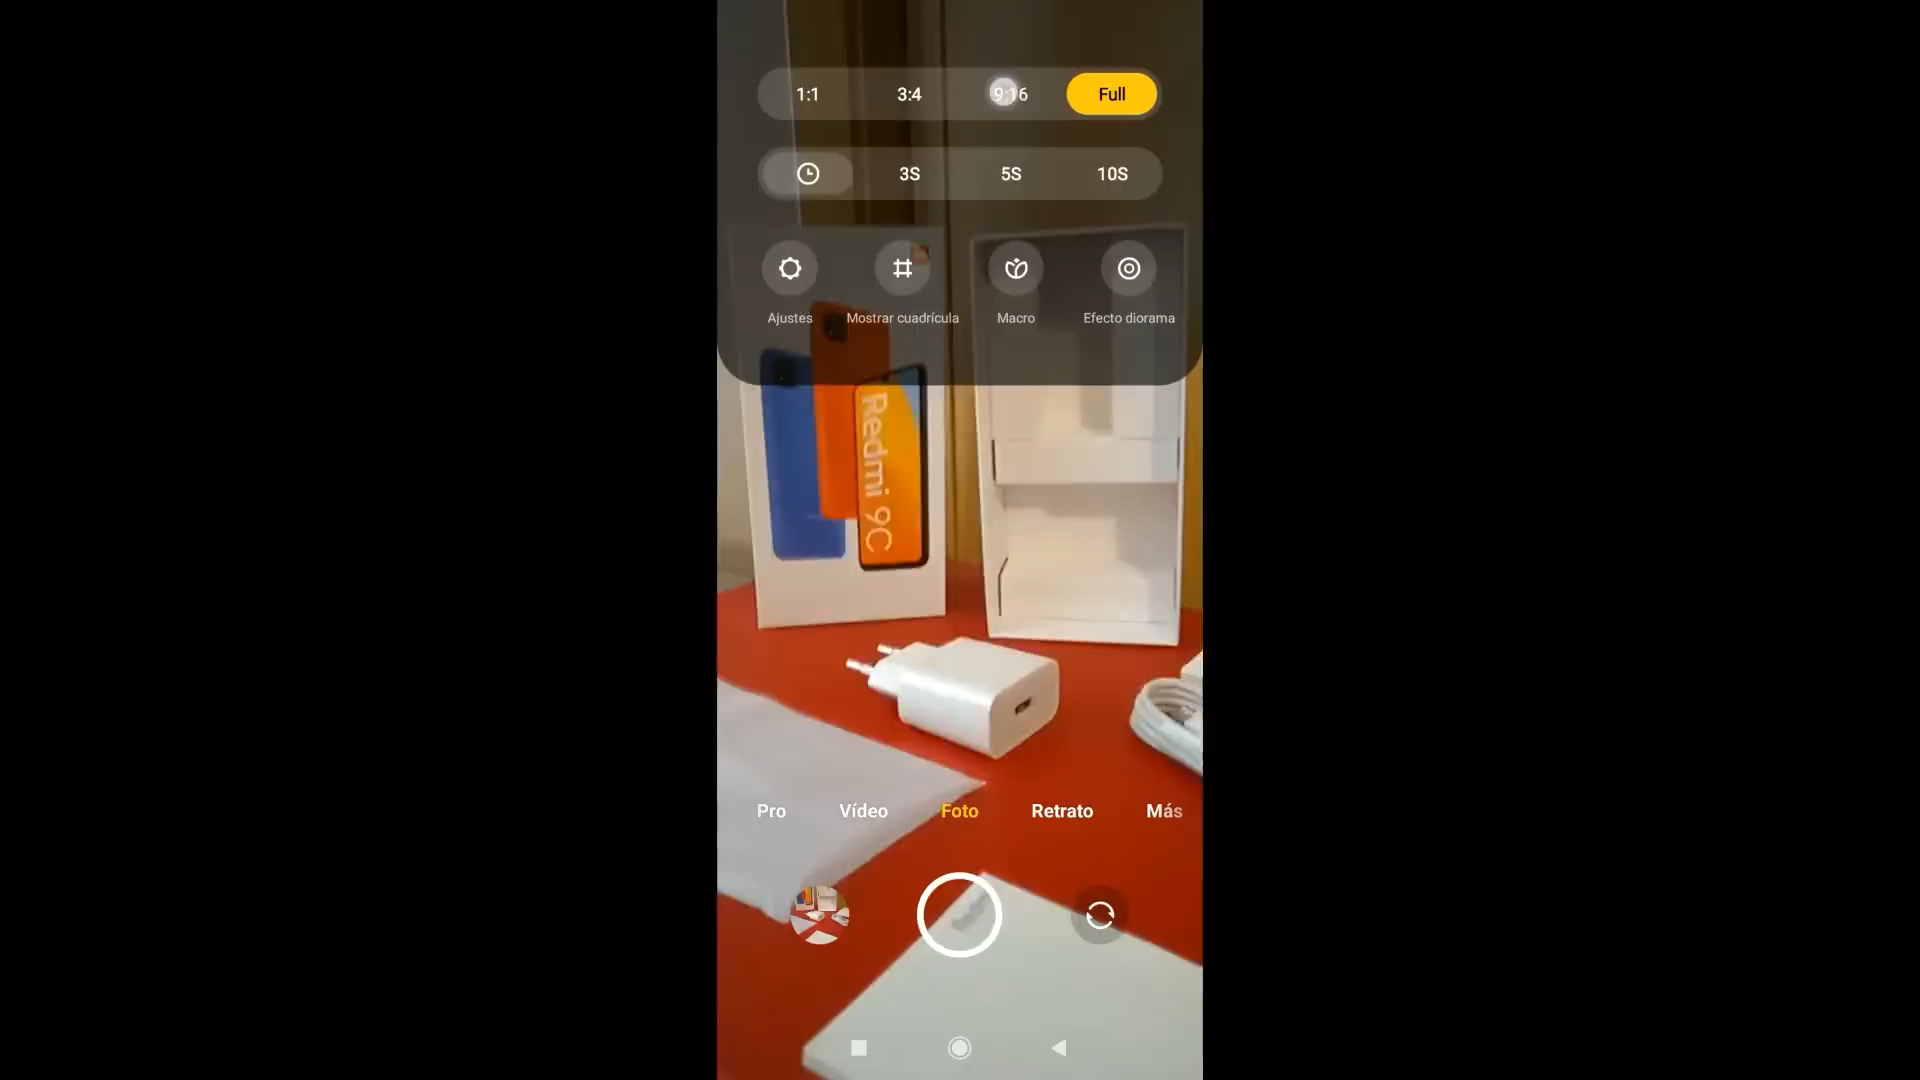 1:1 3:4 9:16 Full
3S 5S 10S
Ajustes Mostrar cuadrícula Macro Efecto diorama
Redmi 9C
Pro Vídeo Foto Retrato Más